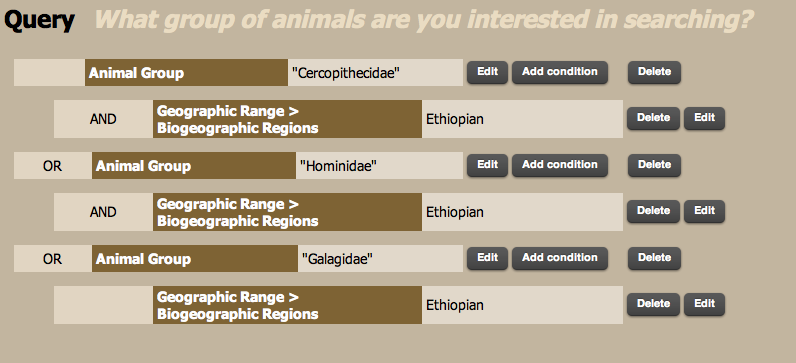 Query What group of animals are you interested in searching?
Animal Group "Cercopithecidae" Edit Add condition Delete
AND Geographic Range > Biogeographic Regions Ethiopian Delete Edit
OR Animal Group "Hominidae" Edit Add condition Delete
AND Geographic Range > Biogeographic Regions Ethiopian Delete Edit
OR Animal Group "Galagidae" Edit Add condition Delete
Geographic Range > Biogeographic Regions Ethiopian Delete Edit